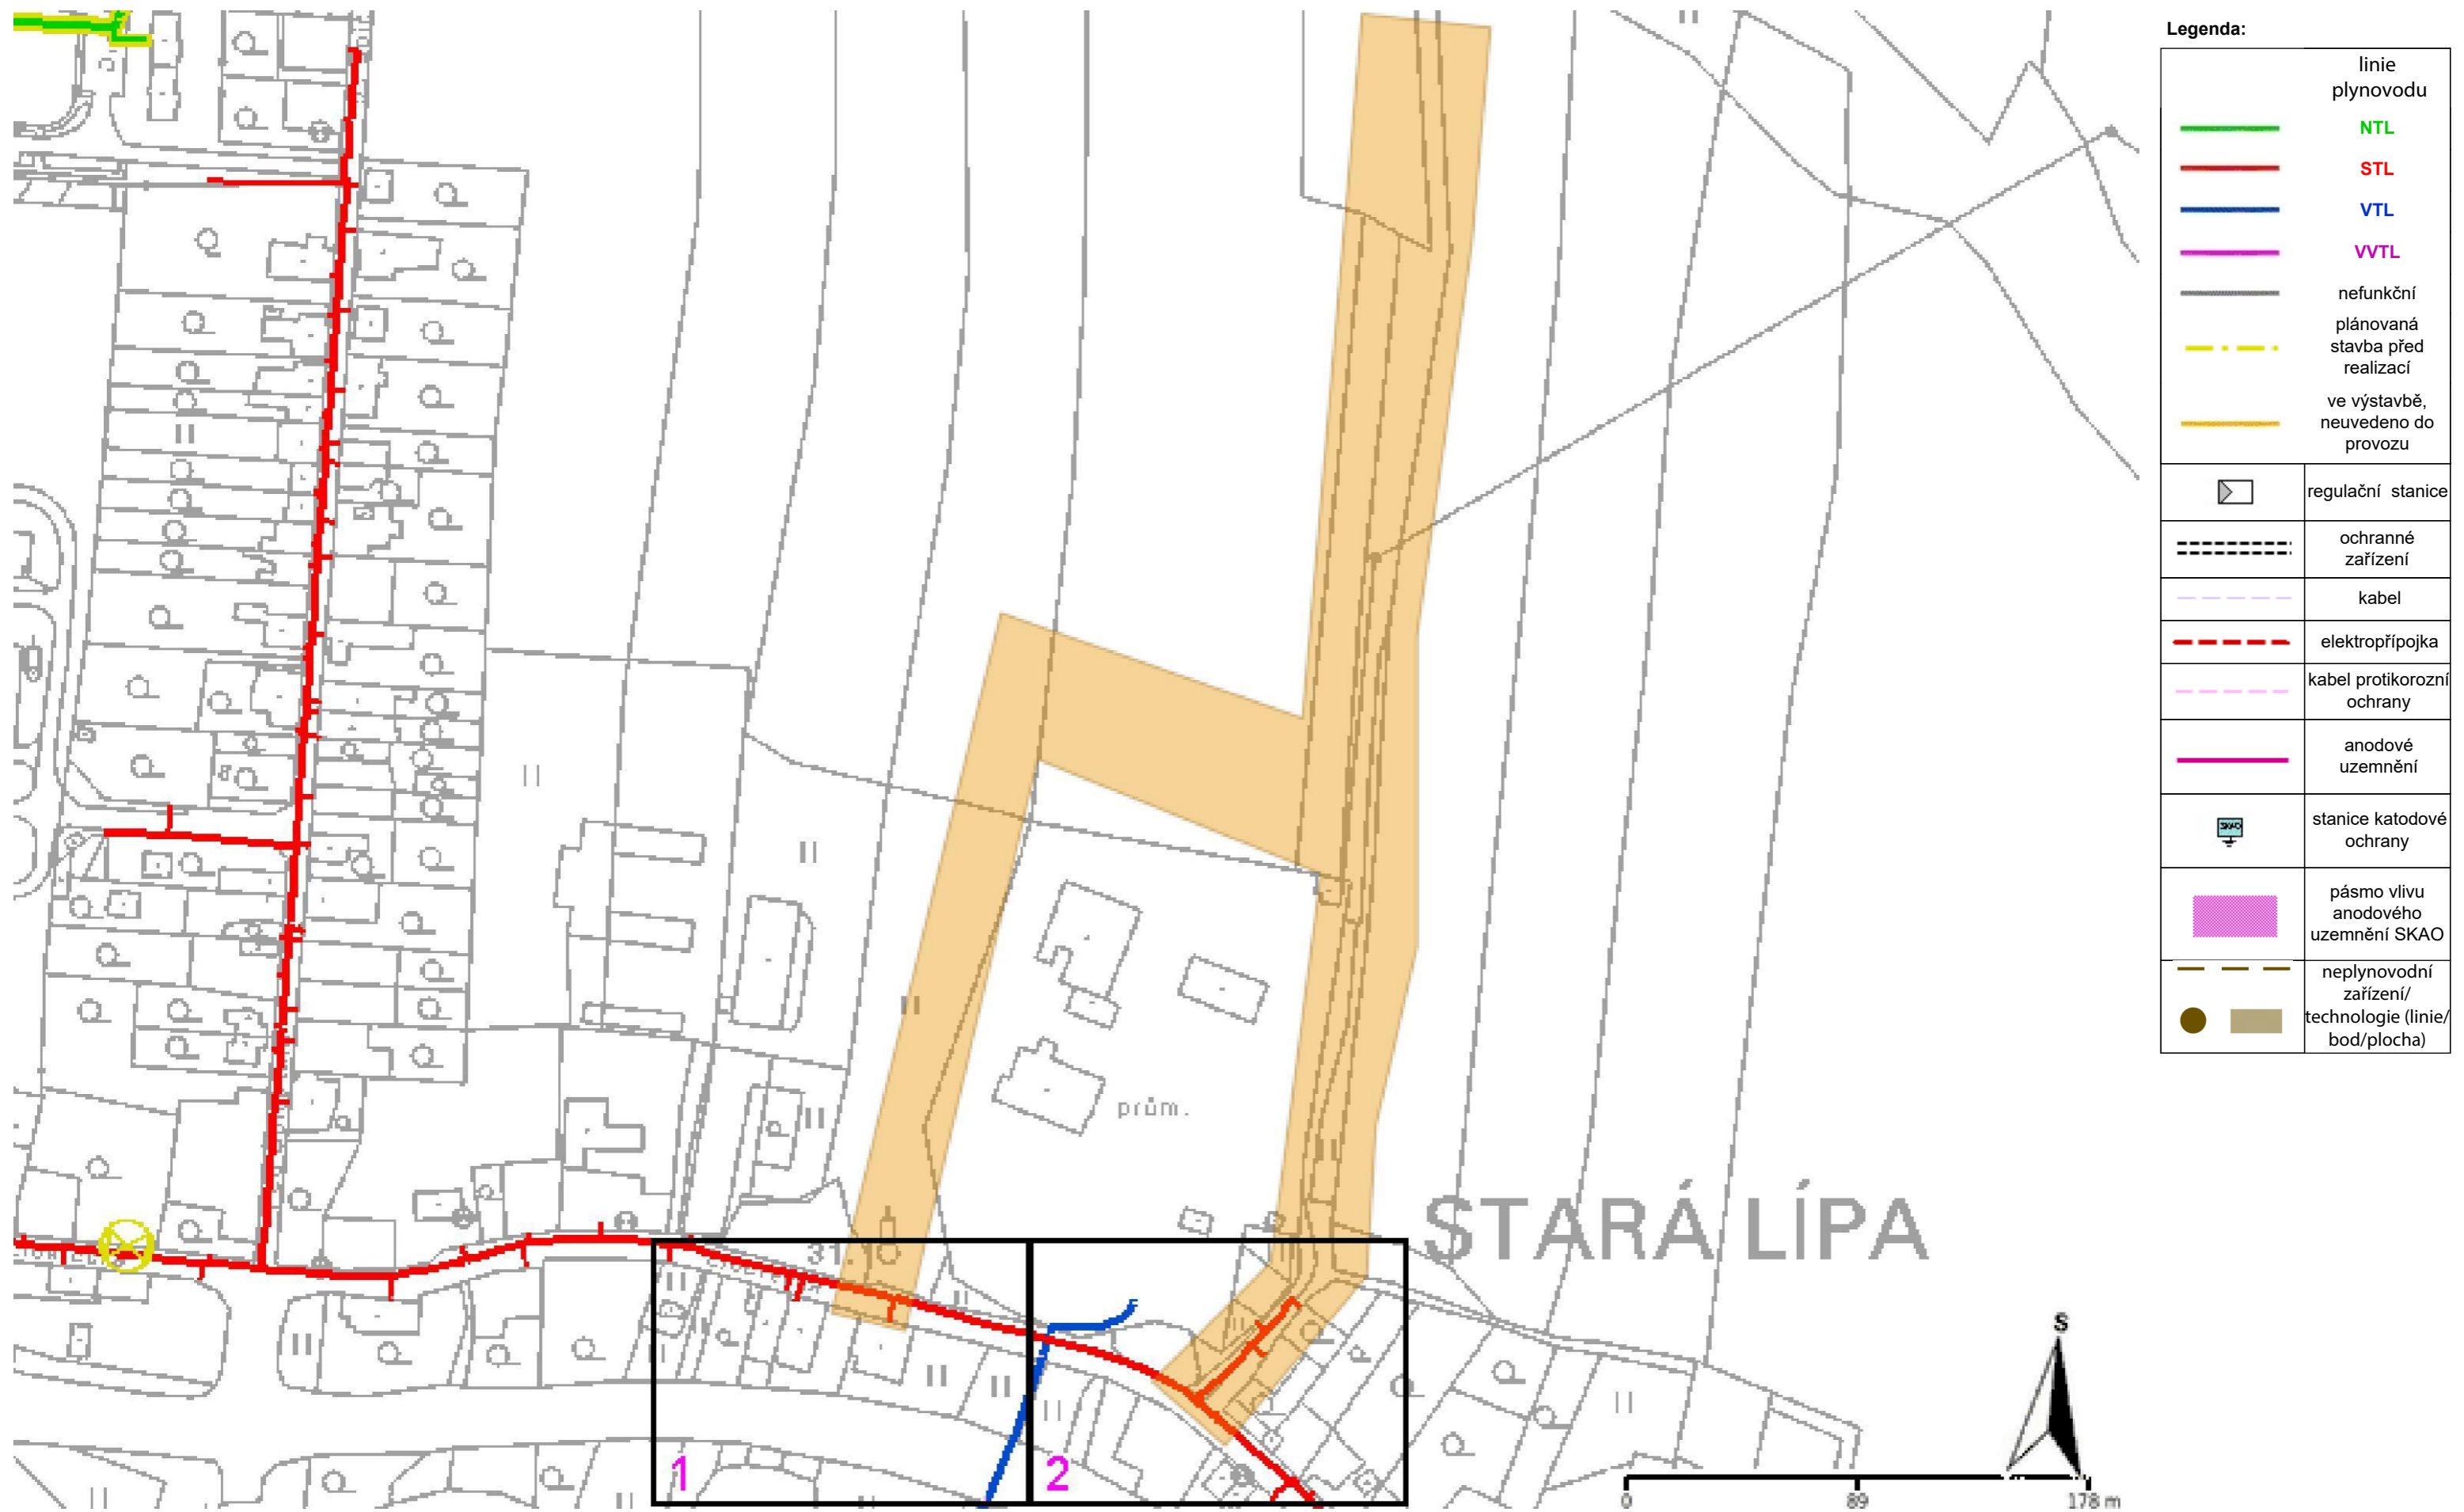 Legenda:
linie
plynovodu
NTL
STL
VTL
VVTL
nefunkční
plánovaná
stavba před
realizací
ve výstavbě,
neuvedeno do
provozu
regulační stanice
ochranné
zařízení
kabel
elektropřípojka
kabel protikorozní
ochrany
anodové
uzemnění
SKAO
stanice katodové
ochrany
pásmo vlivu
anodového
uzemnění SKAO
neplynovodní
zařízení/
technologie (linie/
bod/plocha)
prům.
STARÁ LÍPA
1
2
S
0 89 178 m